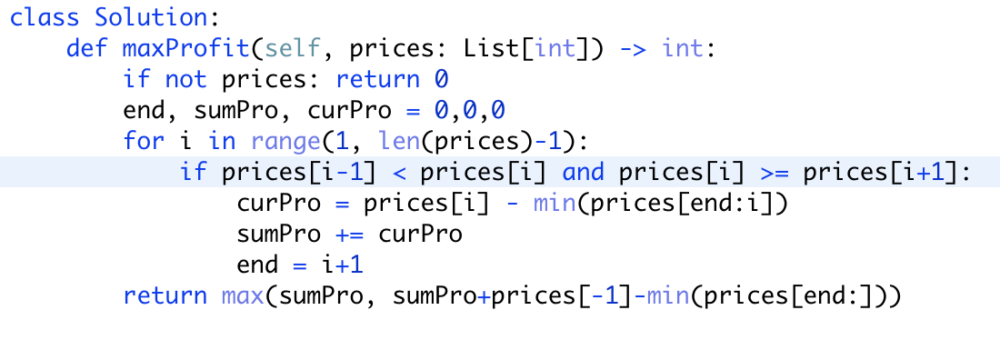 class Solution:
    def maxProfit(self, prices: List[int]) -> int:
        if not prices: return 0
        end, sumPro, curPro = 0,0,0
        for i in range(1, len(prices)-1):
            if prices[i-1] < prices[i] and prices[i] >= prices[i+1]:
                curPro = prices[i] - min(prices[end:i])
                sumPro += curPro
                end = i+1
        return max(sumPro, sumPro+prices[-1]-min(prices[end:]))